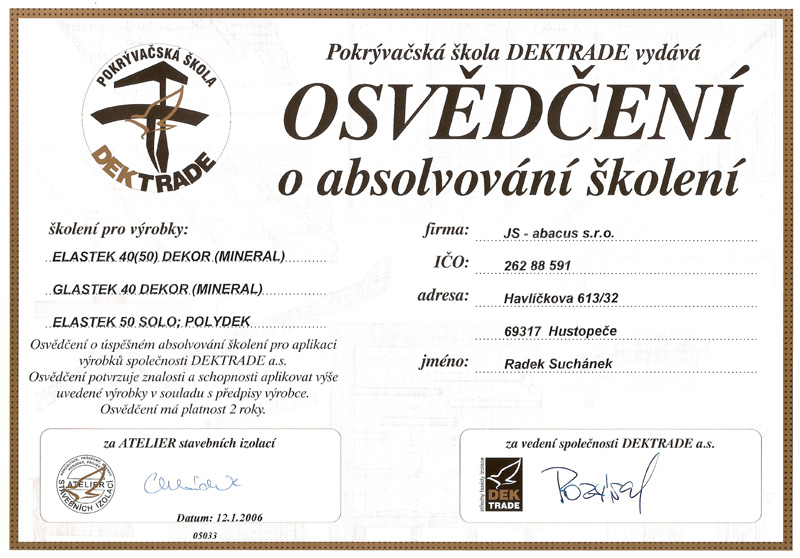 POKRÝVAČSKÁ ŠKOLA
DEKTRADE
Pokrývačská škola DEKTRADE vydává
OSVĚDČENÍ
o absolvování školení
školení pro výrobky:
ELASTEK 40(50) DEKOR (MINERAL)
GLASTEK 40 DEKOR (MINERAL)
ELASTEK 50 SOLO; POLYDEK
Osvědčení o úspěšném absolvování školení pro aplikaci
výrobků společnosti DEKTRADE a.s.
Osvědčení potvrzuje znalosti a schopnosti aplikovat výše
uvedené výrobky v souladu s předpisy výrobce.
Osvědčení má platnost 2 roky.
firma: JS - abacus s.r.o.
IČO: 262 88 591
adresa: Havlíčkova 613/32
69317 Hustopeče
jméno: Radek Suchánek
za ATELIER stavebních izolací
ATELIER
STAVEBNÍCH IZOLACÍ
Datum: 12.1.2006
05033
za vedení společnosti DEKTRADE a.s.
střechy fasády izolace
DEK
TRADE